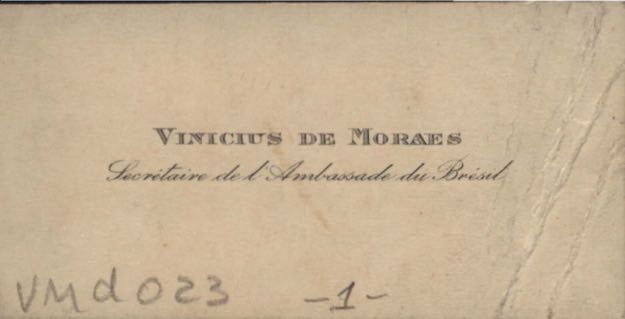 VINICIUS DE MORAES
Secrétaire de l'Ambassade du Brésil
VMd023 -1-